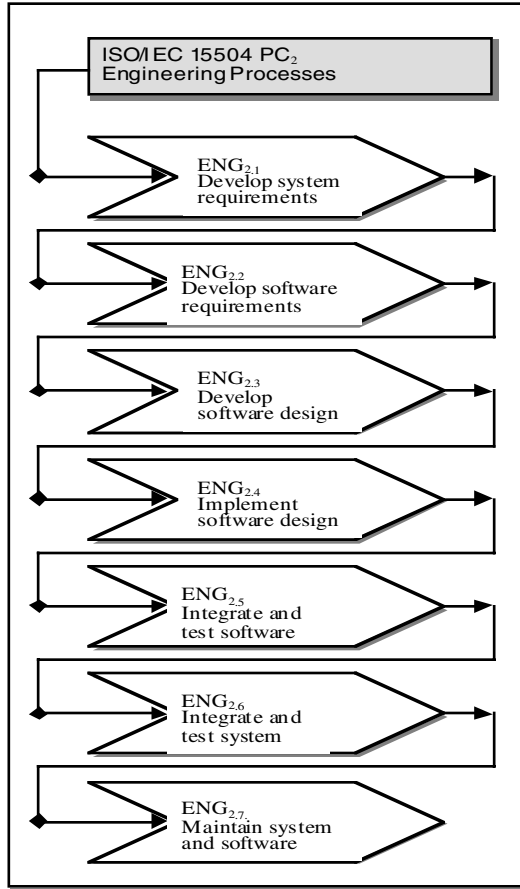 ISO/IEC 15504 PC₂
Engineering Processes
ENG₂.₁
Develop system
requirements
ENG₂.₂
Develop software
requirements
ENG₂.₃
Develop
software design
ENG₂.₄
Implement
software design
ENG₂.₅
Integrate and
test software
ENG₂.₆
Integrate and
test system
ENG₂.₇.
Maintain system
and software